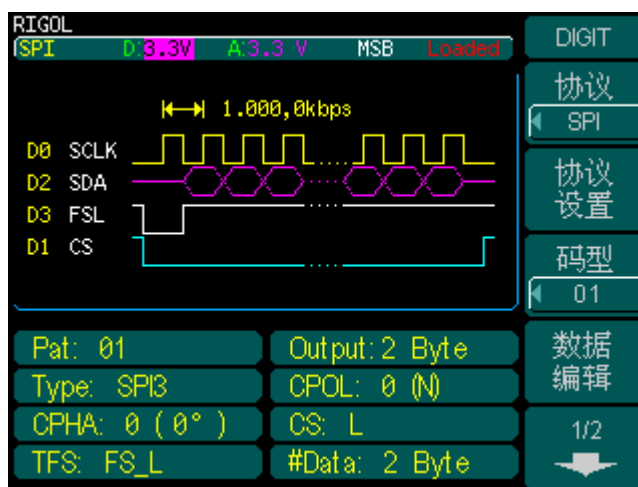 RIGOL
SPI D:3.3V A:3.3 V MSB Loaded
1.000,0kbps
D0 SCLK
D2 SDA
D3 FSL
D1 CS
Pat: 01
Output: 2 Byte
Type: SPI3
CPOL: 0 (N)
CPHA: 0 ( 0° )
CS: L
TFS: FS_L
#Data: 2 Byte
DIGIT
协议
SPI
协议
设置
码型
01
数据
编辑
1/2